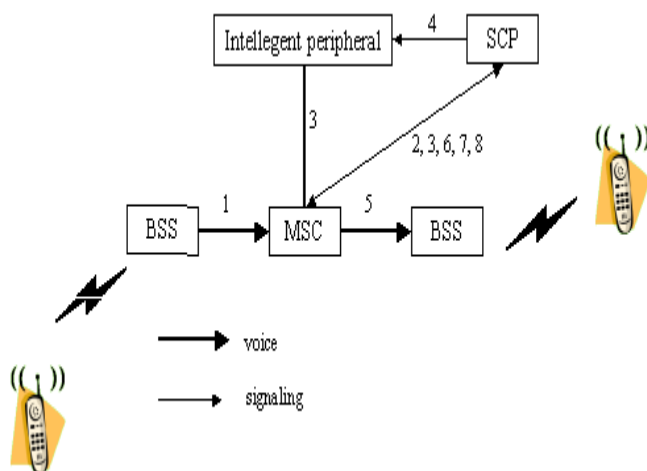 Intellegent peripheral
4
SCP
3
2, 3, 6, 7, 8
BSS
1
MSC
5
BSS
voice
signaling